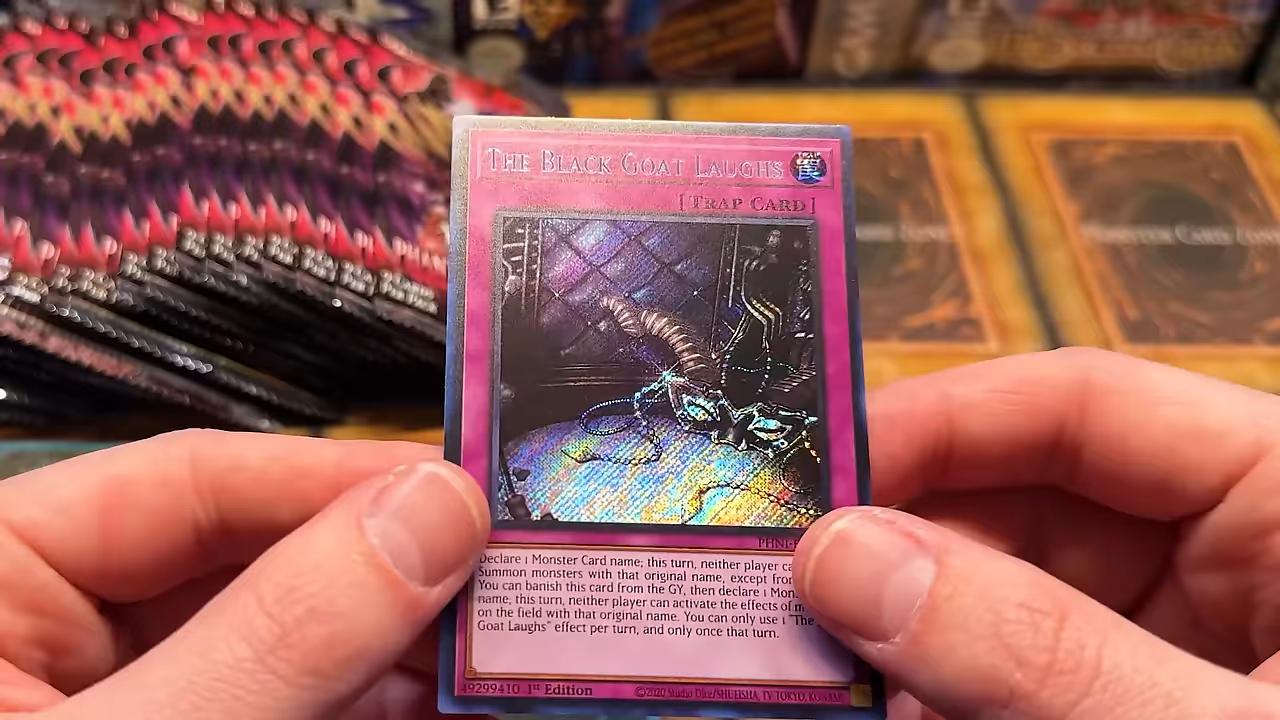 THE BLACK GOAT LAUGHS
[TRAP CARD]
PHNI-
Declare 1 Monster Card name; this turn, neither player
Summon monsters with that original name, except
You can banish this card from the GY, then declare 1
name; this turn, neither player can activate the effects of
on the field with that original name. You can only use 1 "The
Goat Laughs" effect per turn, and only once that turn.
49299410 1st Edition
©2020 Studio Dice/SHUEISHA, TV TOKYO, KONAMI